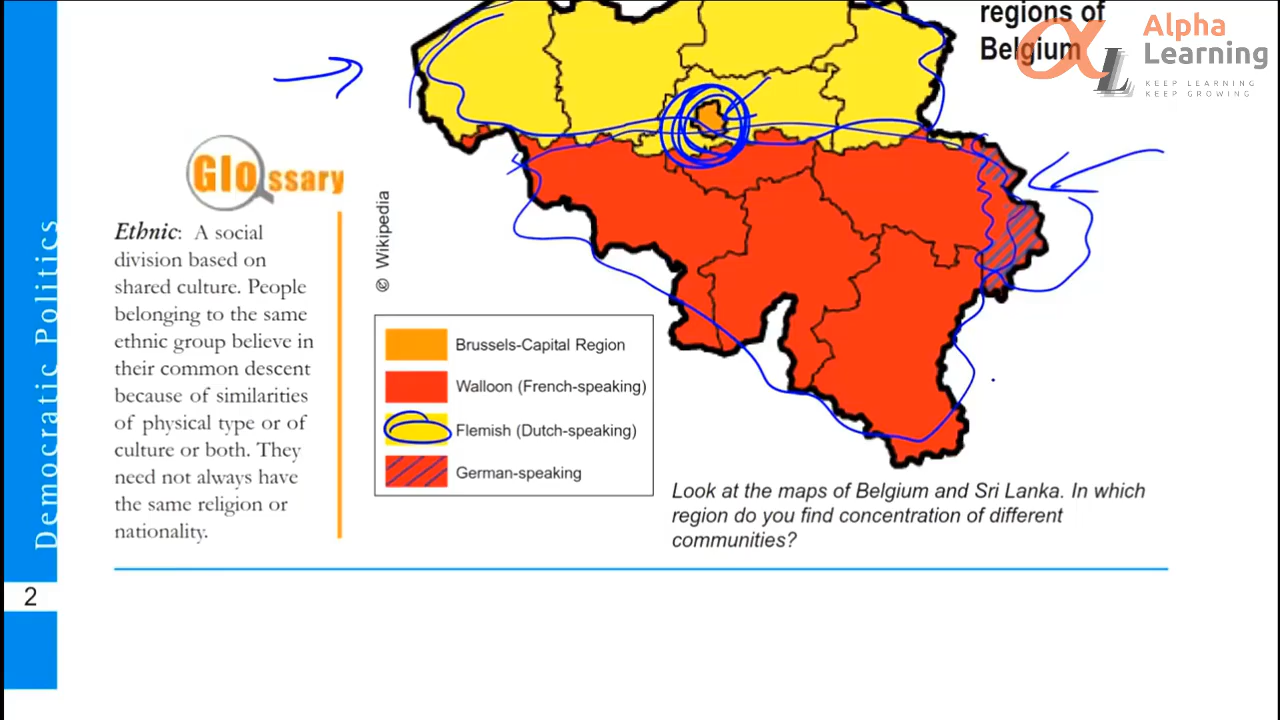 regions of
Belgium
Alpha
Learning
KEEP LEARNING
KEEP GROWING
Glossary
Ethnic: A social
division based on
shared culture. People
belonging to the same
ethnic group believe in
their common descent
because of similarities
of physical type or of
culture or both. They
need not always have
the same religion or
nationality.
© Wikipedia
Brussels-Capital Region
Walloon (French-speaking)
Flemish (Dutch-speaking)
German-speaking
Look at the maps of Belgium and Sri Lanka. In which
region do you find concentration of different
communities?
Democratic Politics
2